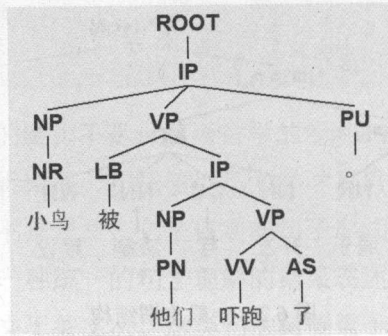 ROOT
IP
NP VP PU
NR LB IP 。
小鸟 被 NP VP
PN VV AS
他们 吓跑 了